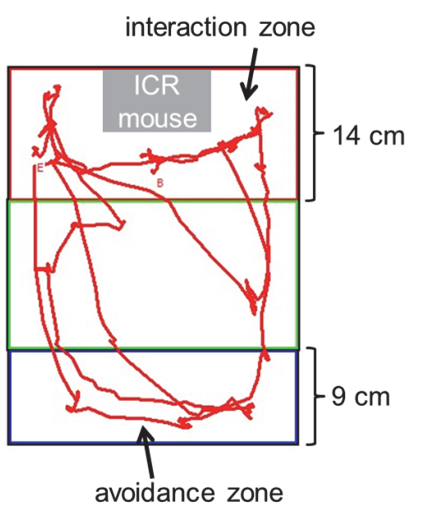 interaction zone
ICR
mouse
14 cm
E
B
9 cm
avoidance zone